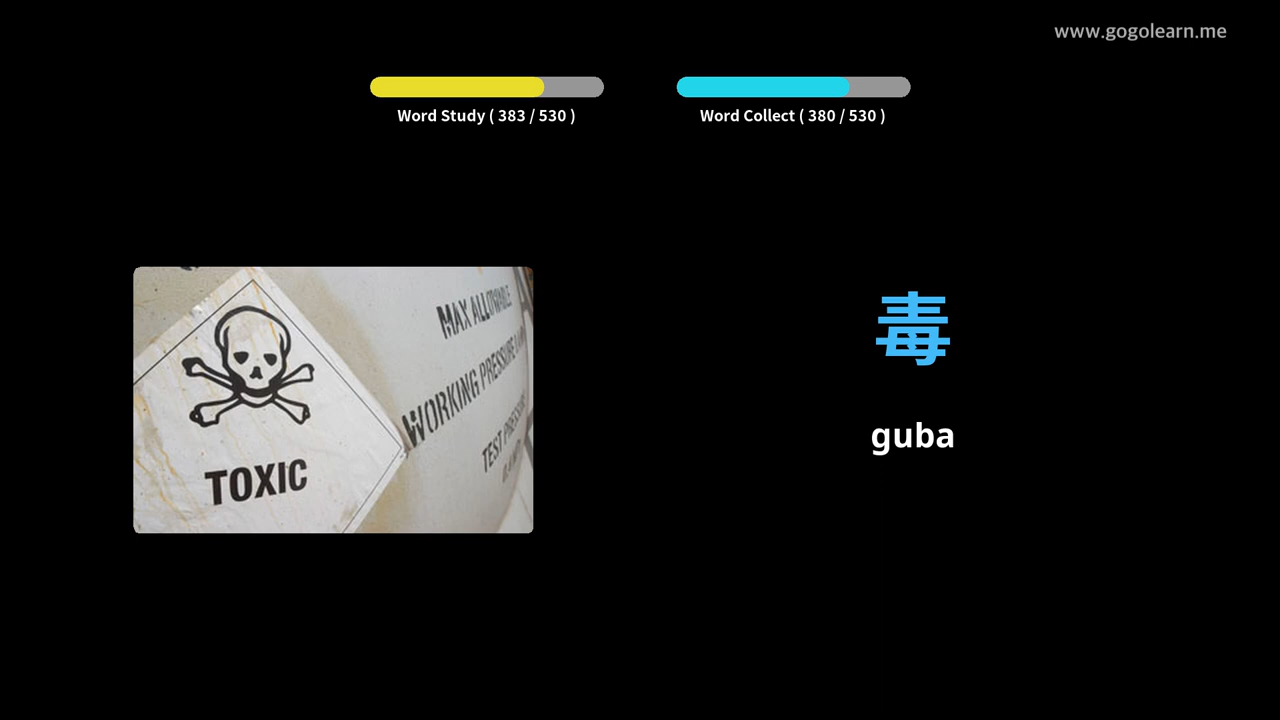 www.gogolearn.me
Word Study ( 383 / 530 )
Word Collect ( 380 / 530 )
MAX ALLOWABLE
WORKING PRESSURE
TEST PRESSURE
TOXIC
毒
guba